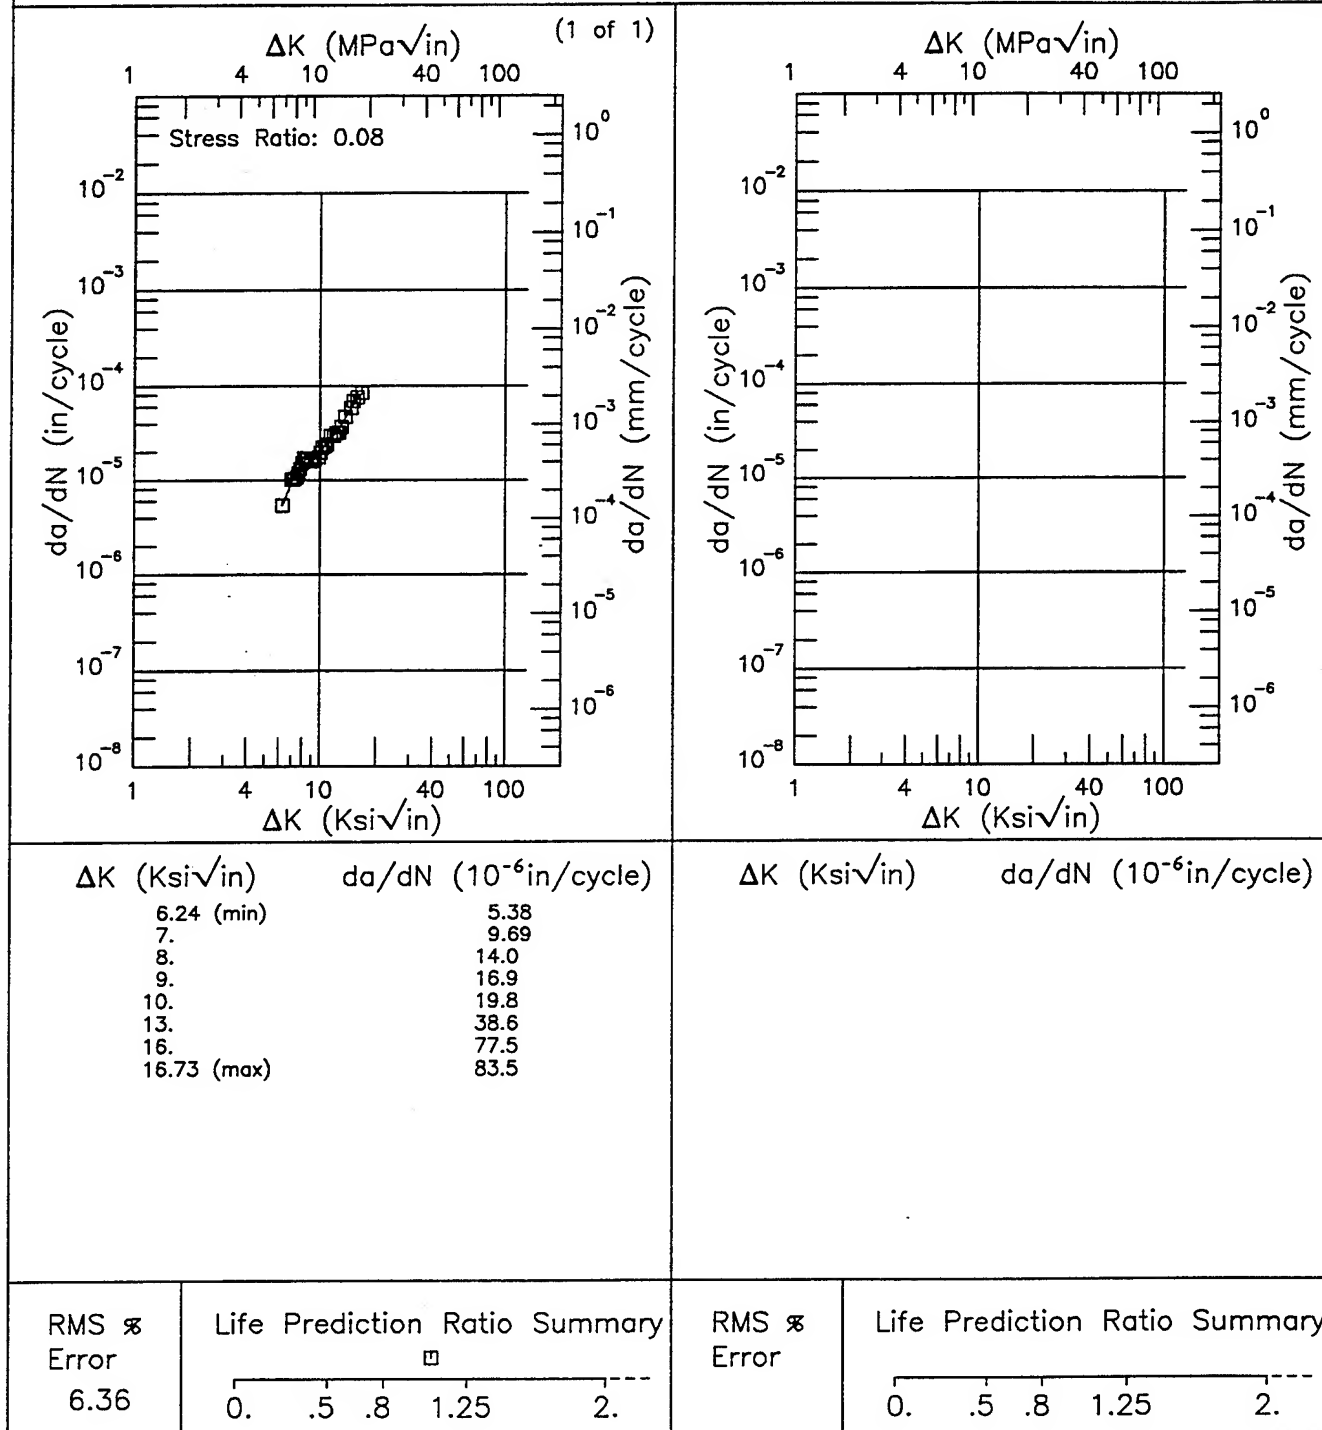 (1 of 1)
ΔK (MPa√in)
1 4 10 40 100
Stress Ratio: 0.08
da/dN (in/cycle)
10⁻²
10⁻³
10⁻⁴
10⁻⁵
10⁻⁶
10⁻⁷
10⁻⁸
da/dN (mm/cycle)
10⁰
10⁻¹
10⁻²
10⁻³
10⁻⁴
10⁻⁵
10⁻⁶
1 4 10 40 100
ΔK (Ksi√in)
ΔK (MPa√in)
1 4 10 40 100
da/dN (in/cycle)
10⁻²
10⁻³
10⁻⁴
10⁻⁵
10⁻⁶
10⁻⁷
10⁻⁸
da/dN (mm/cycle)
10⁰
10⁻¹
10⁻²
10⁻³
10⁻⁴
10⁻⁵
10⁻⁶
1 4 10 40 100
ΔK (Ksi√in)
ΔK (Ksi√in) da/dN (10⁻⁶in/cycle)
6.24 (min) 5.38
7. 9.69
8. 14.0
9. 16.9
10. 19.8
13. 38.6
16. 77.5
16.73 (max) 83.5
ΔK (Ksi√in) da/dN (10⁻⁶in/cycle)
RMS %
Error
6.36
Life Prediction Ratio Summary
0. .5 .8 1.25 2.
RMS %
Error
Life Prediction Ratio Summary
0. .5 .8 1.25 2.